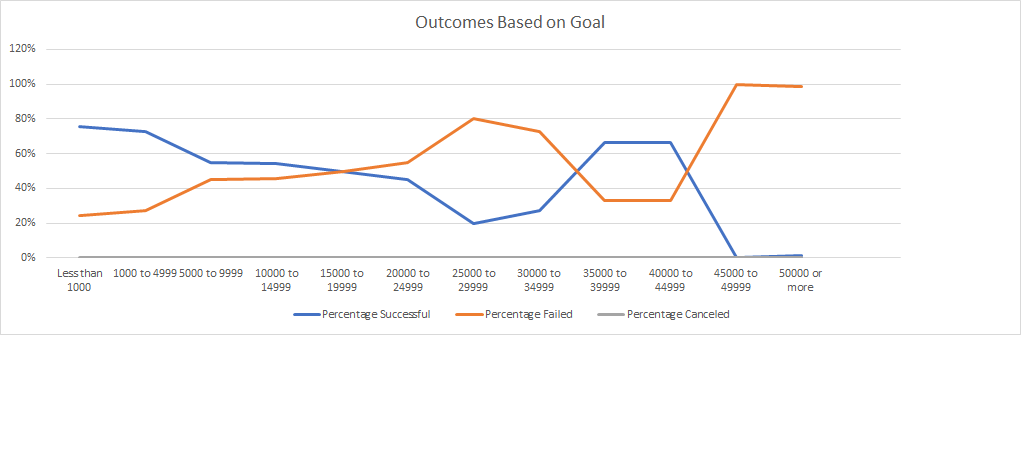 Outcomes Based on Goal
120%
100%
80%
60%
40%
20%
0%
Less than
1000
1000 to 4999
5000 to 9999
10000 to
14999
15000 to
19999
20000 to
24999
25000 to
29999
30000 to
34999
35000 to
39999
40000 to
44999
45000 to
49999
50000 or
more
Percentage Successful
Percentage Failed
Percentage Canceled